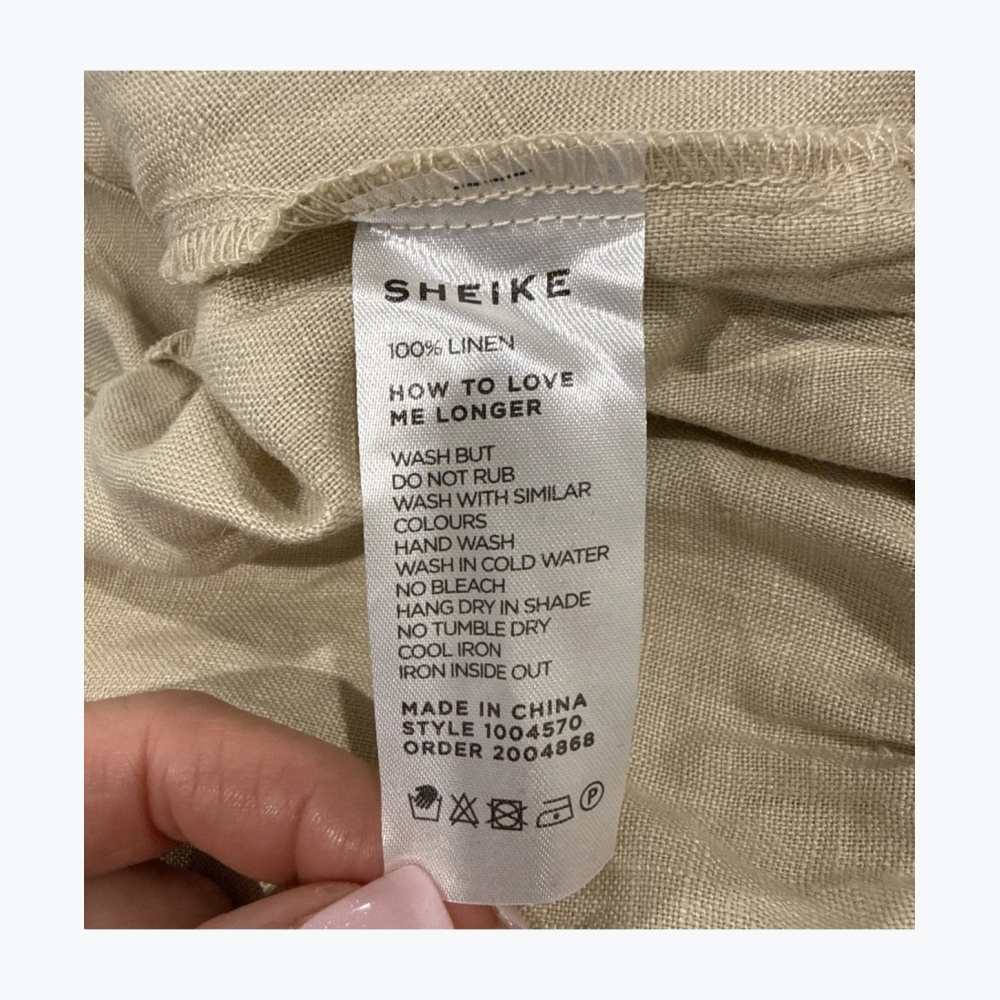 SHEIKE
100% LINEN
HOW TO LOVE
ME LONGER
WASH BUT
DO NOT RUB
WASH WITH SIMILAR
COLOURS
HAND WASH
WASH IN COLD WATER
NO BLEACH
HANG DRY IN SHADE
NO TUMBLE DRY
COOL IRON
IRON INSIDE OUT
MADE IN CHINA
STYLE 1004570
ORDER 2004868
P